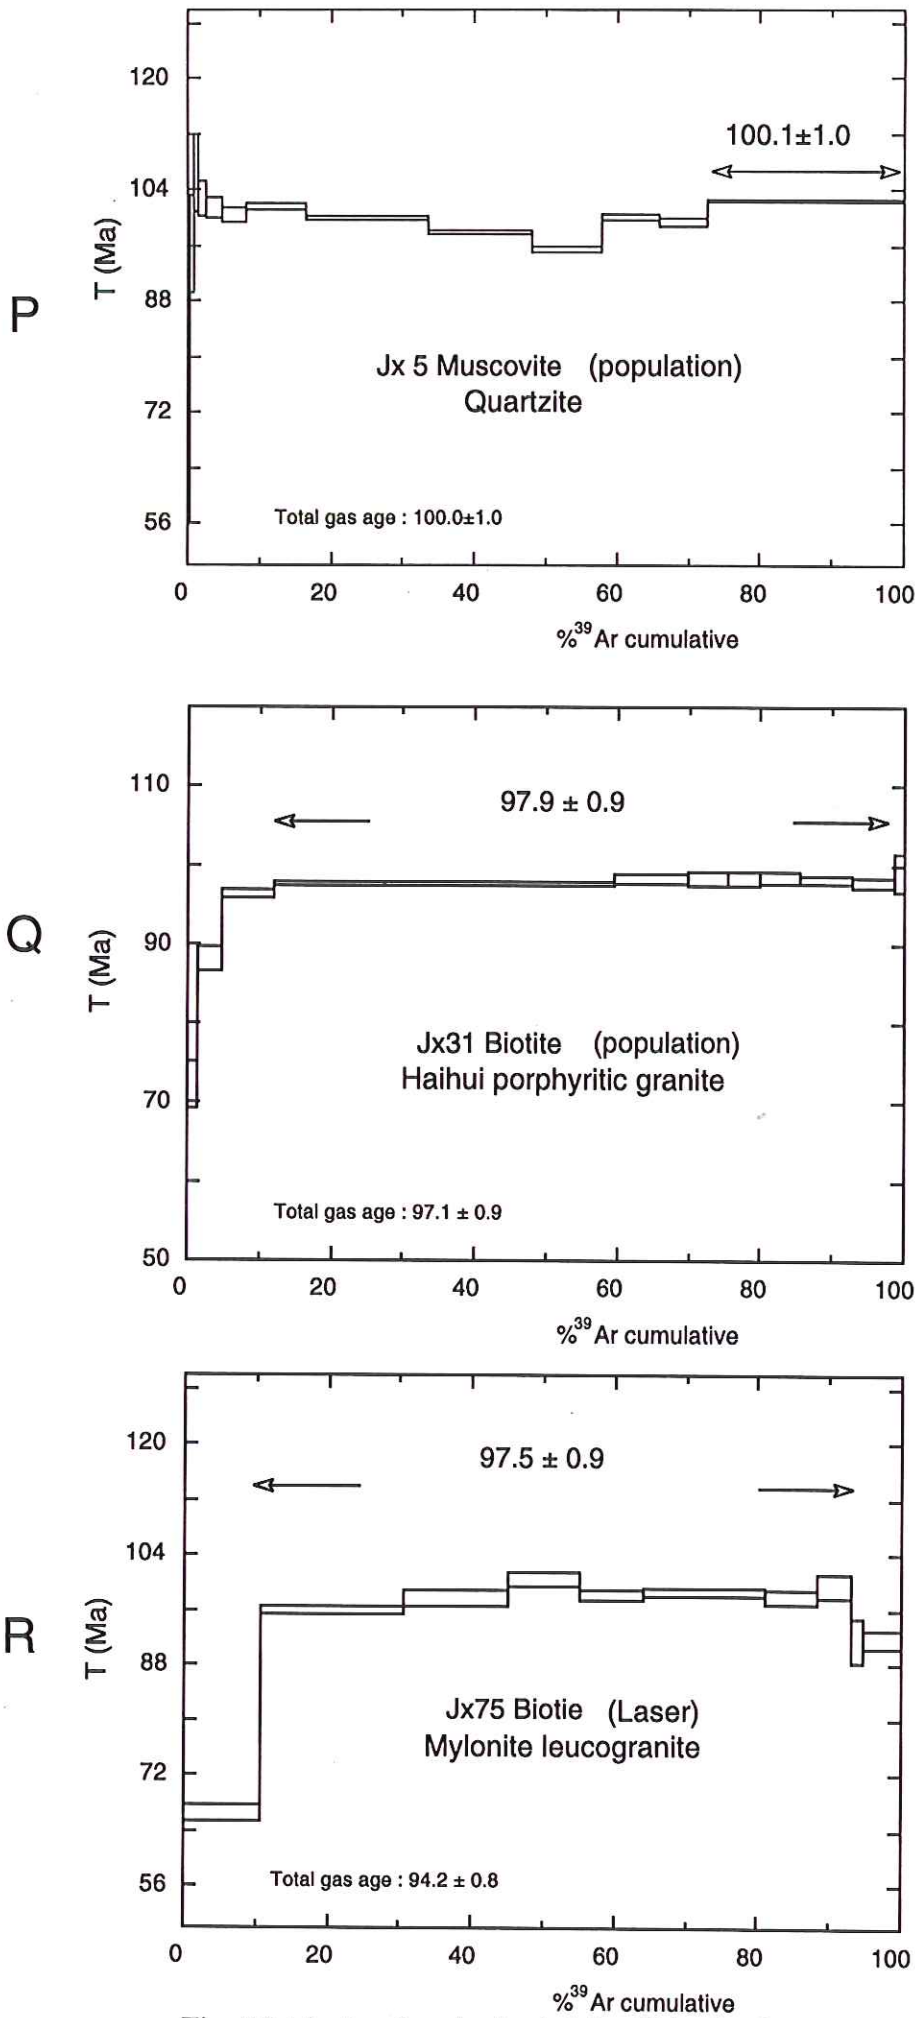 P
T (Ma)
120
104
88
72
56
100.1±1.0
Jx 5 Muscovite (population)
Quartzite
Total gas age : 100.0±1.0
0 20 40 60 80 100
%39Ar cumulative
Q
T (Ma)
110
90
70
50
97.9 ± 0.9
Jx31 Biotite (population)
Haihui porphyritic granite
Total gas age : 97.1 ± 0.9
0 20 40 60 80 100
%39Ar cumulative
R
T (Ma)
120
104
88
72
56
97.5 ± 0.9
Jx75 Biotie (Laser)
Mylonite leucogranite
Total gas age : 94.2 ± 0.8
0 20 40 60 80 100
%39Ar cumulative